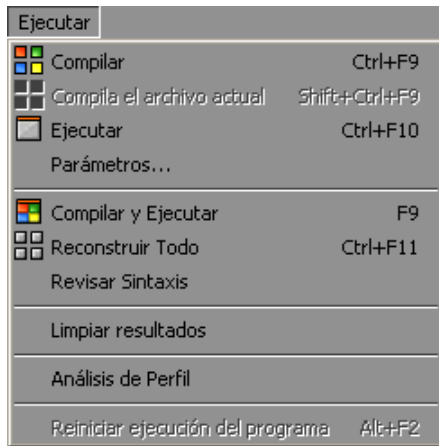 Ejecutar
Compilar Ctrl+F9
Compila el archivo actual Shift+Ctrl+F9
Ejecutar Ctrl+F10
Parámetros...
Compilar y Ejecutar F9
Reconstruir Todo Ctrl+F11
Revisar Sintaxis
Limpiar resultados
Análisis de Perfil
Reiniciar ejecución del programa Alt+F2